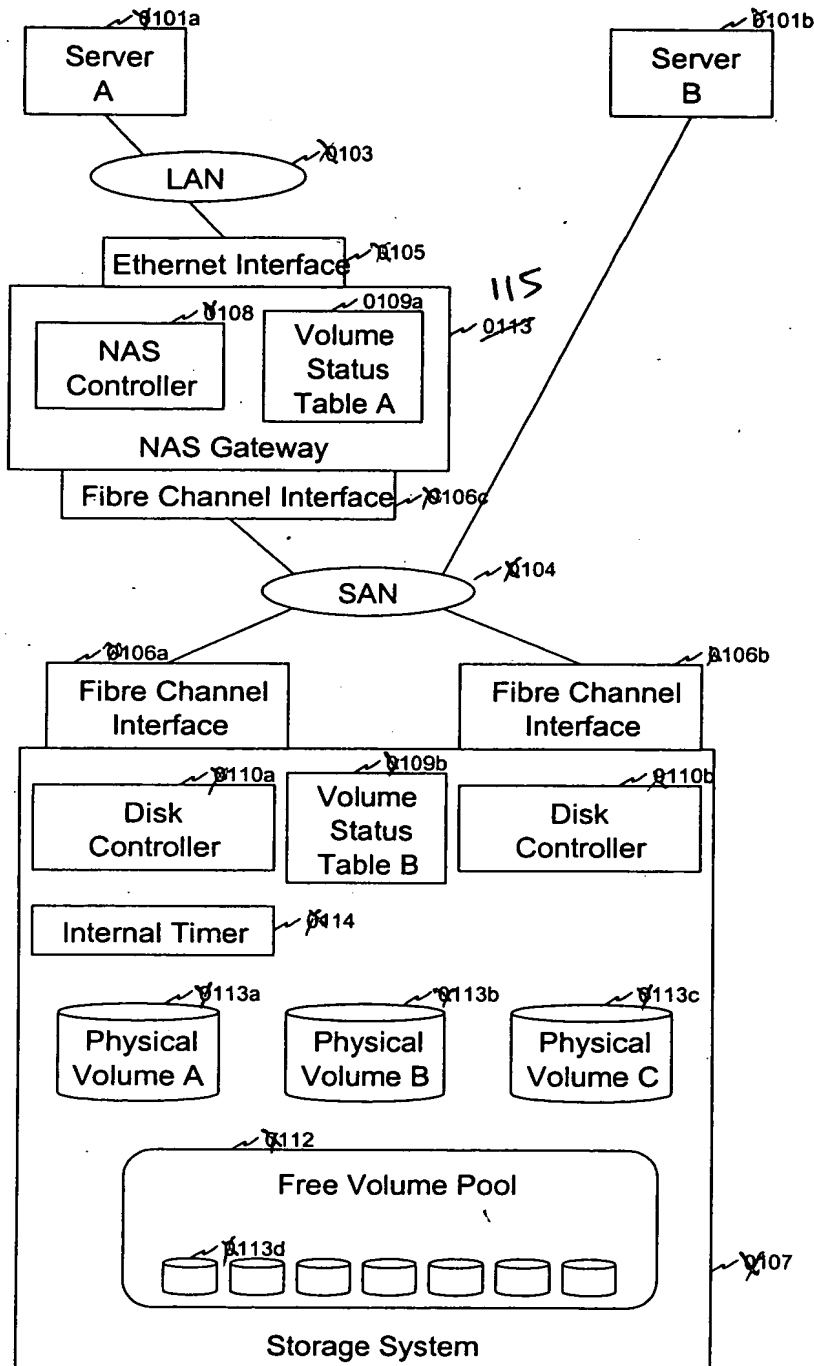 0101a
Server
A
0101b
Server
B
0103
LAN
Ethernet Interface
0105
115
0113
0108
NAS
Controller
0109a
Volume
Status
Table A
NAS Gateway
Fibre Channel Interface
0106c
0104
SAN
0106a
Fibre Channel
Interface
0106b
Fibre Channel
Interface
0110a
Disk
Controller
0109b
Volume
Status
Table B
0110b
Disk
Controller
Internal Timer
0114
0113a
Physical
Volume A
0113b
Physical
Volume B
0113c
Physical
Volume C
0112
Free Volume Pool
0113d
0107
Storage System